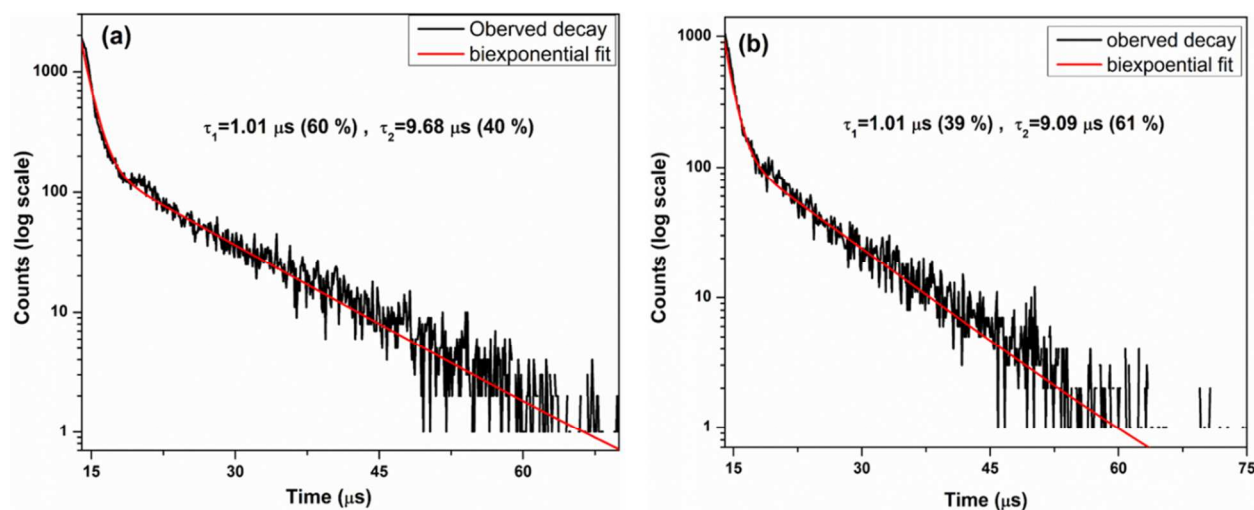 (a)
Oberved decay
biexponential fit
τ1=1.01 μs (60 %) , τ2=9.68 μs (40 %)
Counts (log scale)
1000
100
10
1
15 30 45 60
Time (μs)
(b)
oberved decay
biexpoential fit
τ1=1.01 μs (39 %) , τ2=9.09 μs (61 %)
Counts (log scale)
1000
100
10
1
15 30 45 60 75
Time (μs)